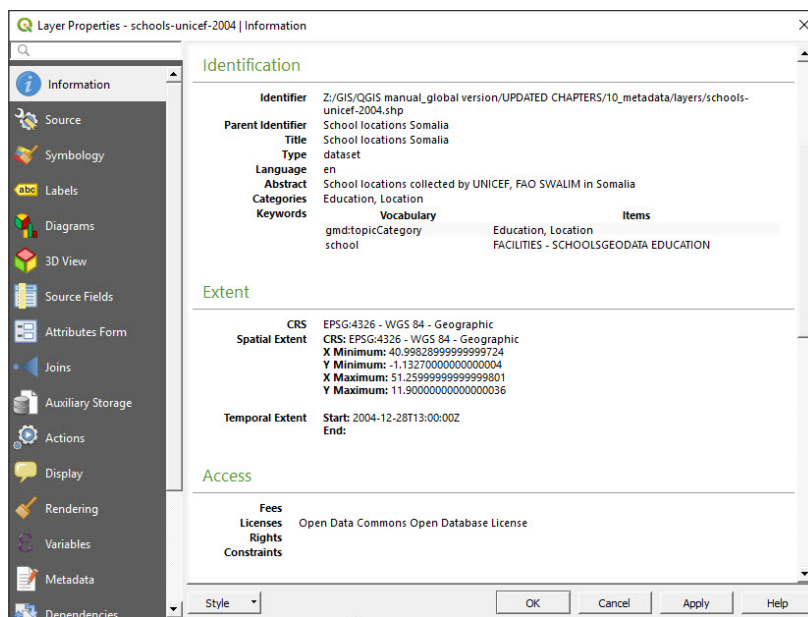 Layer Properties - schools-unicef-2004 | Information
Information
Source
Symbology
abc Labels
Diagrams
3D View
Source Fields
Attributes Form
Joins
Auxiliary Storage
Actions
Display
Rendering
Variables
Metadata
Dependencies
Identification
Identifier Z:/GIS/QGIS manual_global version/UPDATED CHAPTERS/10_metadata/layers/schools-
unicef-2004.shp
Parent Identifier School locations Somalia
Title School locations Somalia
Type dataset
Language en
Abstract School locations collected by UNICEF, FAO SWALIM in Somalia
Categories Education, Location
Keywords Vocabulary Items
gmd:topicCategory Education, Location
school FACILITIES - SCHOOLSGEODATA EDUCATION
Extent
CRS EPSG:4326 - WGS 84 - Geographic
Spatial Extent CRS: EPSG:4326 - WGS 84 - Geographic
X Minimum: 40.99828999999999724
Y Minimum: -1.13270000000000004
X Maximum: 51.25999999999999801
Y Maximum: 11.90000000000000036
Temporal Extent Start: 2004-12-28T13:00:00Z
End:
Access
Fees
Licenses Open Data Commons Open Database License
Rights
Constraints
Style OK Cancel Apply Help